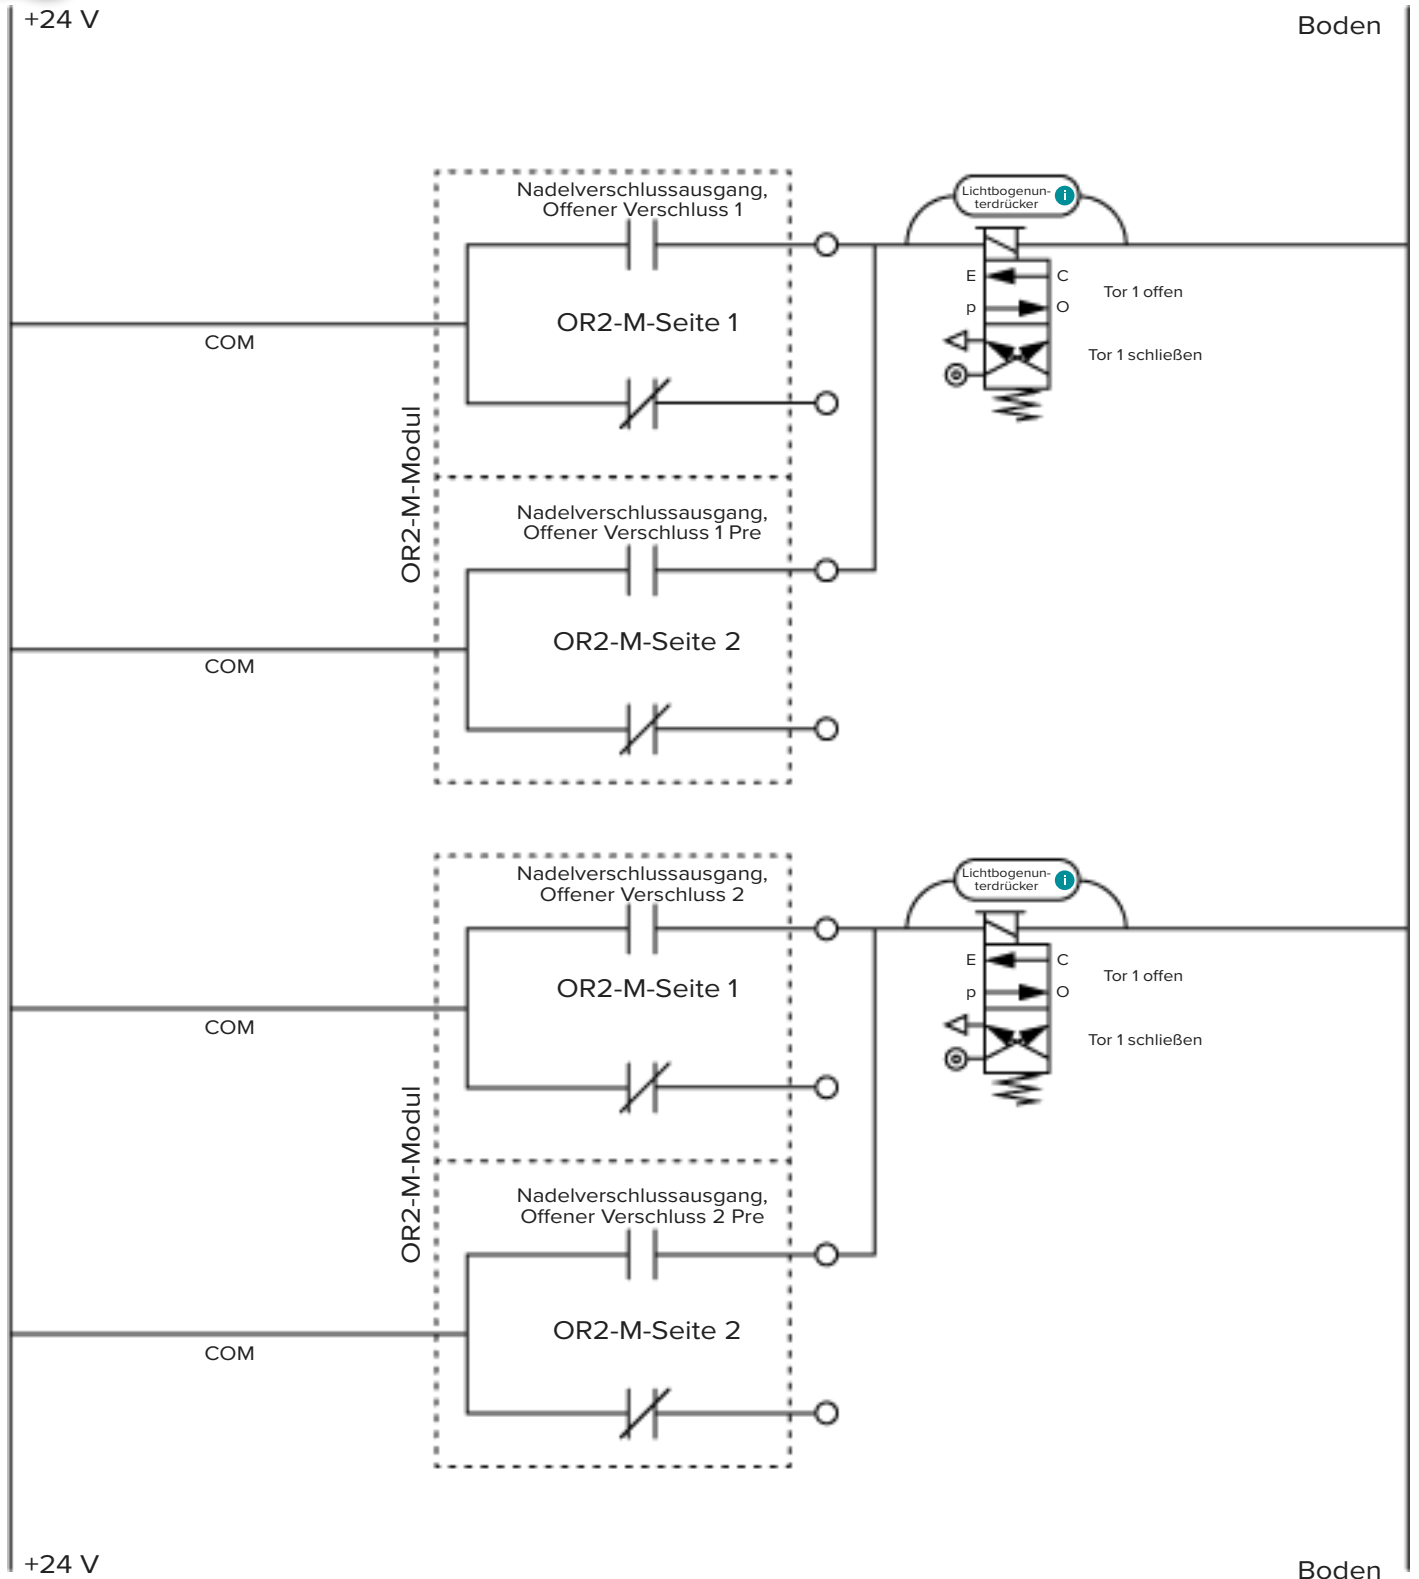 +24 V
Boden
Nadelverschlussausgang,
Offener Verschluss 1
Lichtbogenun-
terdrücker i
E
C
Tor 1 offen
p
O
OR2-M-Seite 1
COM
Tor 1 schließen
OR2-M-Modul
Nadelverschlussausgang,
Offener Verschluss 1 Pre
OR2-M-Seite 2
COM
Nadelverschlussausgang,
Offener Verschluss 2
Lichtbogenun-
terdrücker i
E
C
Tor 1 offen
p
O
OR2-M-Seite 1
COM
Tor 1 schließen
OR2-M-Modul
Nadelverschlussausgang,
Offener Verschluss 2 Pre
OR2-M-Seite 2
COM
+24 V
Boden